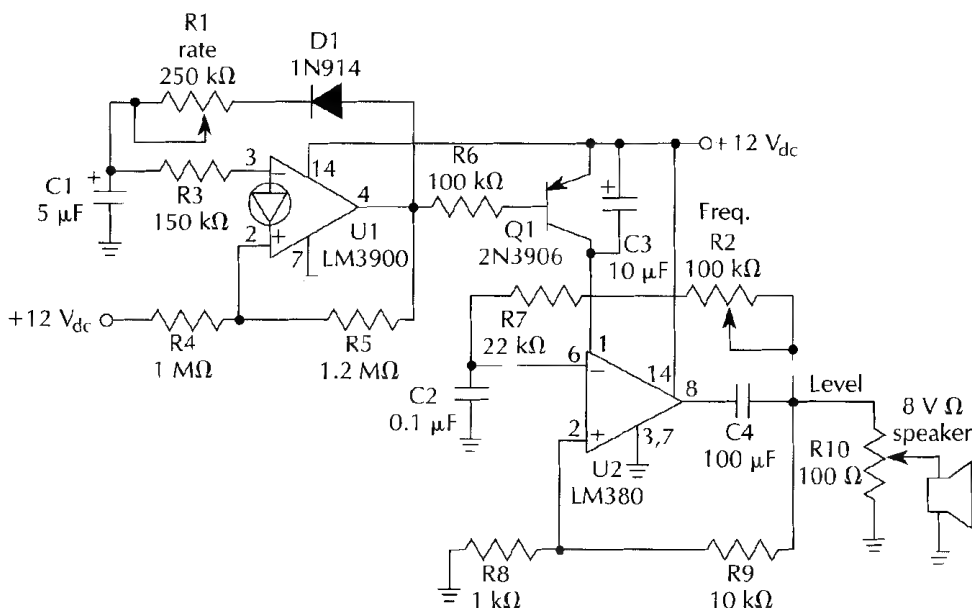 R1
rate
250 kΩ
D1
1N914
+12 Vdc
3
−
14
R6
100 kΩ
4
+
C1
5 µF
R3
150 kΩ
U1
LM3900
2
+
7
Q1
2N3906
+
C3
10 µF
Freq.
R2
100 kΩ
+12 Vdc
R4
1 MΩ
R5
1.2 MΩ
R7
22 kΩ
1
6
−
14
8
Level
C2
0.1 µF
2
+
3,7
U2
LM380
C4
100 µF
R10
100 Ω
8 V Ω
speaker
R8
1 kΩ
R9
10 kΩ